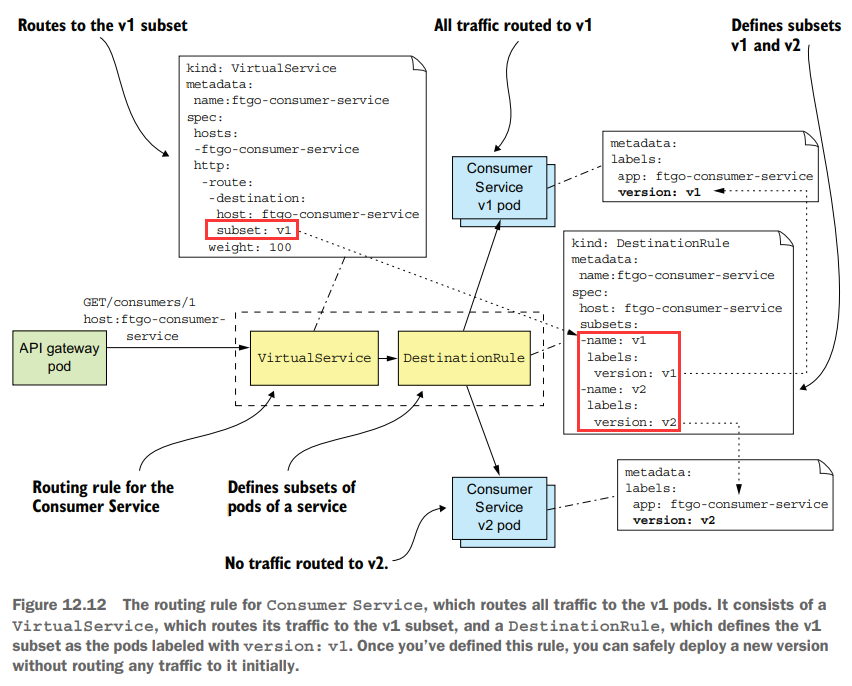 Routes to the v1 subset
All traffic routed to v1
Defines subsets
v1 and v2
kind: VirtualService
metadata:
name:ftgo-consumer-service
spec:
hosts:
-ftgo-consumer-service
http:
-route:
-destination:
host: ftgo-consumer-service
subset: v1
weight: 100
Consumer
Service
v1 pod
metadata:
labels:
app: ftgo-consumer-service
version: v1
kind: DestinationRule
metadata:
name:ftgo-consumer-service
spec:
host: ftgo-consumer-service
subsets:
-name: v1
labels:
version: v1
-name: v2
labels:
version: v2
GET/consumers/1
host:ftgo-consumer-
service
API gateway
pod
VirtualService
DestinationRule
Routing rule for the
Consumer Service
Defines subsets of
pods of a service
Consumer
Service
v2 pod
metadata:
labels:
app: ftgo-consumer-service
version: v2
No traffic routed to v2.
Figure 12.12 The routing rule for Consumer Service, which routes all traffic to the v1 pods. It consists of a
VirtualService, which routes its traffic to the v1 subset, and a DestinationRule, which defines the v1
subset as the pods labeled with version: v1. Once you've defined this rule, you can safely deploy a new version
without routing any traffic to it initially.